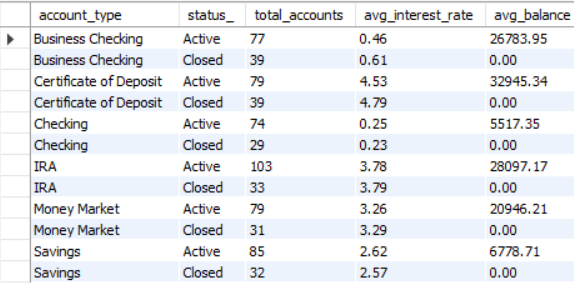 account_type status_ total_accounts avg_interest_rate avg_balance
Business Checking Active 77 0.46 26783.95
Business Checking Closed 39 0.61 0.00
Certificate of Deposit Active 79 4.53 32945.34
Certificate of Deposit Closed 39 4.79 0.00
Checking Active 74 0.25 5517.35
Checking Closed 29 0.23 0.00
IRA Active 103 3.78 28097.17
IRA Closed 33 3.79 0.00
Money Market Active 79 3.26 20946.21
Money Market Closed 31 3.29 0.00
Savings Active 85 2.62 6778.71
Savings Closed 32 2.57 0.00